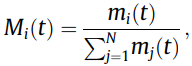 M_i(t) = \frac{m_i(t)}{\sum_{j=1}^{N} m_j(t)},